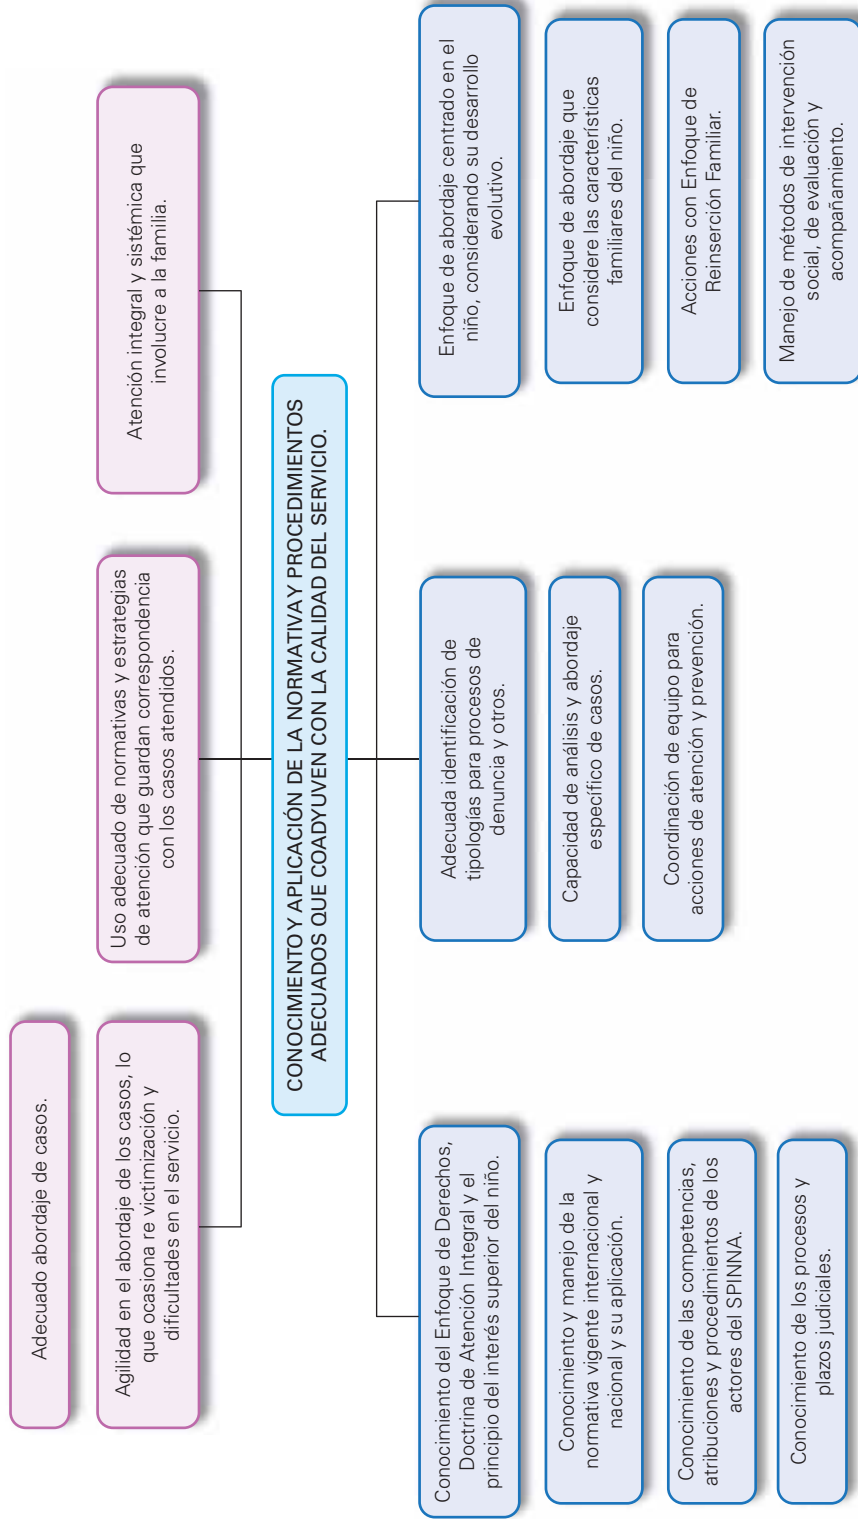 Adecuado abordaje de casos.
Agilidad en el abordaje de los casos, lo
que ocasiona re victimización y
dificultades en el servicio.
Uso adecuado de normativas y estrategias
de atención que guardan correspondencia
con los casos atendidos.
Atención integral y sistémica que
involucre a la familia.
CONOCIMIENTO Y APLICACIÓN DE LA NORMATIVA Y PROCEDIMIENTOS
ADECUADOS QUE COADYUVEN CON LA CALIDAD DEL SERVICIO.
Conocimiento del Enfoque de Derechos,
Doctrina de Atención Integral y el
principio del interés superior del niño.
Conocimiento y manejo de la
normativa vigente internacional y
nacional y su aplicación.
Conocimiento de las competencias,
atribuciones y procedimientos de los
actores del SPINNA.
Conocimiento de los procesos y
plazos judiciales.
Adecuada identificación de
tipologías para procesos de
denuncia y otros.
Capacidad de análisis y abordaje
específico de casos.
Coordinación de equipo para
acciones de atención y prevención.
Enfoque de abordaje centrado en el
niño, considerando su desarrollo
evolutivo.
Enfoque de abordaje que
considere las características
familiares del niño.
Acciones con Enfoque de
Reinserción Familiar.
Manejo de métodos de intervención
social, de evaluación y
acompañamiento.